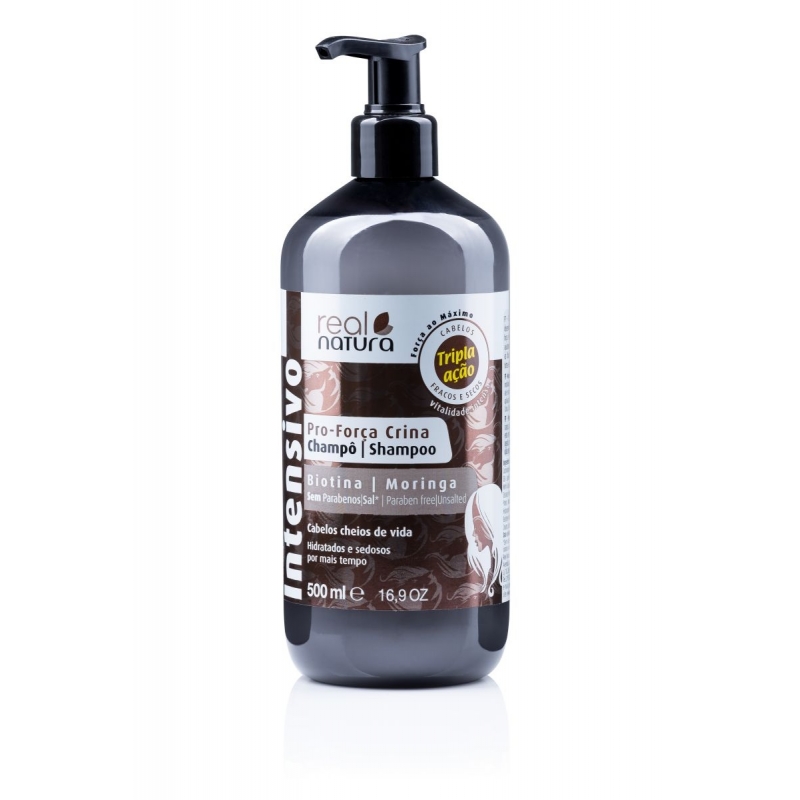 real
natura
Força ao Máximo
CABELOS
Tripla
ação
FRACOS E SECOS
vitalidade intensa
Intensivo
Pro-Força Crina
Champô | Shampoo
Biotina | Moringa
Sem Parabenos|Sal* | Paraben free|Unsalted
Cabelos cheios de vida
Hidratados e sedosos
por mais tempo
500 ml ℮ 16,9 OZ